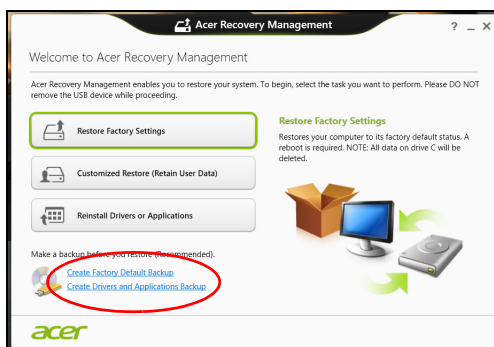 Acer Recovery Management
? _ X
Welcome to Acer Recovery Management
Acer Recovery Management enables you to restore your system. To begin, select the task you want to perform. Please DO NOT
remove the USB device while proceeding.
Restore Factory Settings
Customized Restore (Retain User Data)
Reinstall Drivers or Applications
Restore Factory Settings
Restores your computer to its factory default status. A
reboot is required. NOTE: All data on drive C will be
deleted.
Make a backup before you restore (Recommended).
Create Factory Default Backup
Create Drivers and Applications Backup
acer